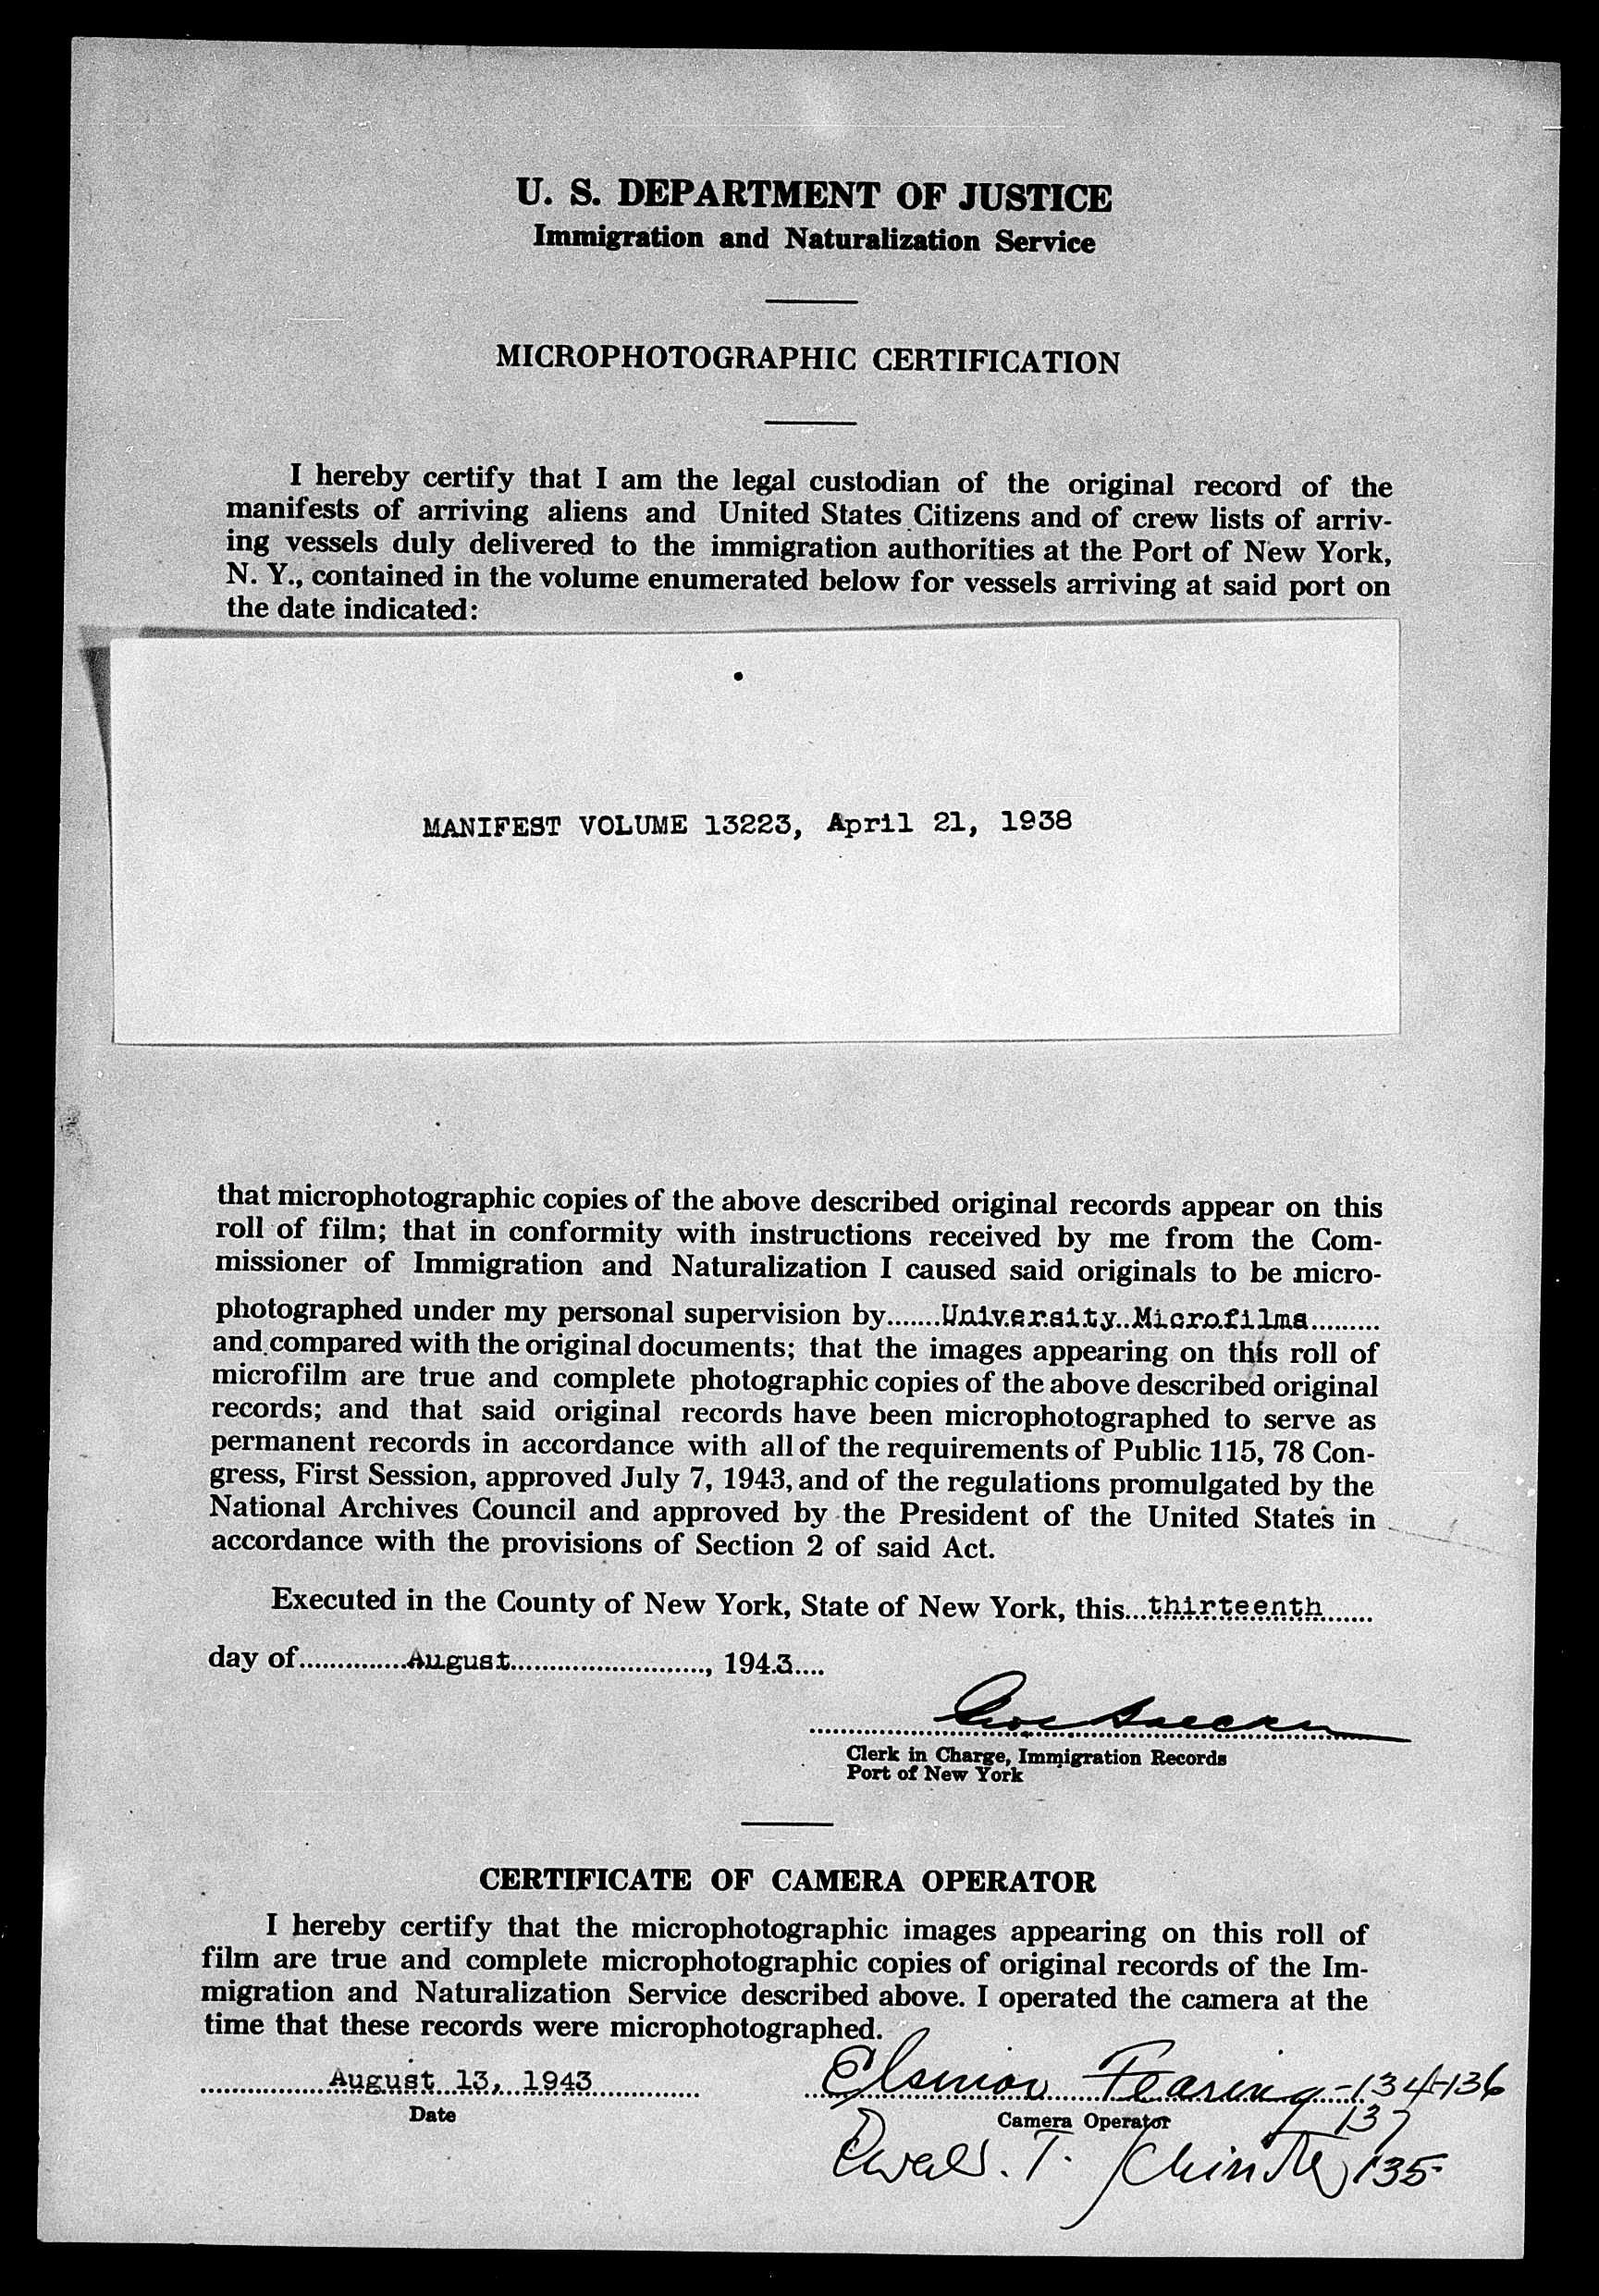 U. S. DEPARTMENT OF JUSTICE
Immigration and Naturalization Service
MICROPHOTOGRAPHIC CERTIFICATION
I hereby certify that I am the legal custodian of the original record of the
manifests of arriving aliens and United States Citizens and of crew lists of arriv-
ing vessels duly delivered to the immigration authorities at the Port of New York,
N. Y., contained in the volume enumerated below for vessels arriving at said port on
the date indicated:
MANIFEST VOLUME 13223, April 21, 1938
that microphotographic copies of the above described original records appear on this
roll of film; that in conformity with instructions received by me from the Com-
missioner of Immigration and Naturalization I caused said originals to be micro-
photographed under my personal supervision by.......University Microfilms.........
and compared with the original documents; that the images appearing on this roll of
microfilm are true and complete photographic copies of the above described original
records; and that said original records have been microphotographed to serve as
permanent records in accordance with all of the requirements of Public 115, 78 Con-
gress, First Session, approved July 7, 1943, and of the regulations promulgated by the
National Archives Council and approved by the President of the United States in
accordance with the provisions of Section 2 of said Act.
Executed in the County of New York, State of New York, this...thirteenth......
day of..............August........................., 1943....
Clerk in Charge, Immigration Records
Port of New York
CERTIFICATE OF CAMERA OPERATOR
I hereby certify that the microphotographic images appearing on this roll of
film are true and complete microphotographic copies of original records of the Im-
migration and Naturalization Service described above. I operated the camera at the
time that these records were microphotographed.
August 13, 1943
Fearing-134-136
Date
Camera Operator
137
T. 135-